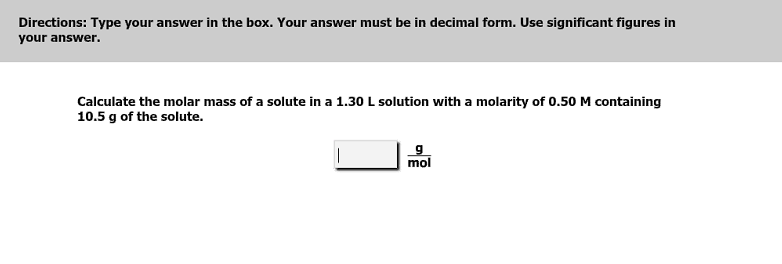 Directions: Type your answer in the box. Your answer must be in decimal form. Use significant figures in
your answer.
Calculate the molar mass of a solute in a 1.30 L solution with a molarity of 0.50 M containing
10.5 g of the solute.
g
mol